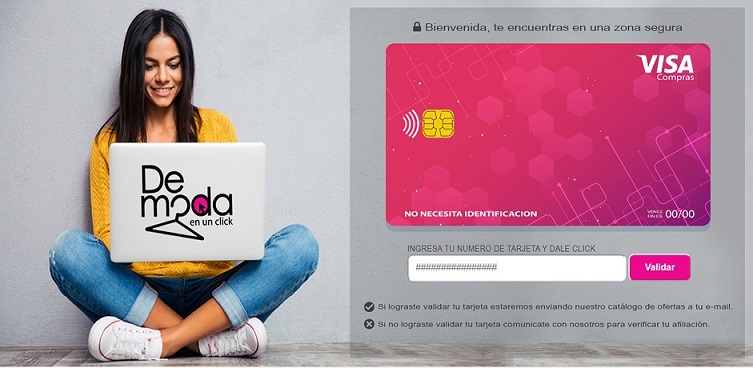 Bienvenida, te encuentras en una zona segura
VISA
Compras
NO NECESITA IDENTIFICACION
VENCE
FIN DE
00/00
INGRESA TU NUMERO DE TARJETA Y DALE CLICK
################
Validar
Si lograste validar tu tarjeta estaremos enviando nuestro catálogo de ofertas a tu e-mail.
Si no lograste validar tu tarjeta comunicate con nosotros para verificar tu afiliación.
De
moda
en un click